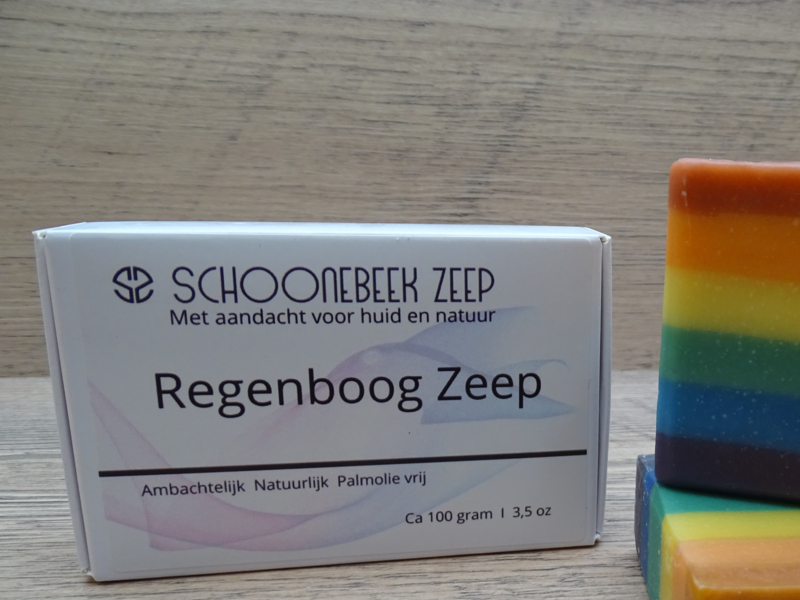 SCHOONEBEEK ZEEP
Met aandacht voor huid en natuur
Regenboog Zeep
Ambachtelijk Natuurlijk Palmolie vrij
Ca 100 gram I 3,5 oz